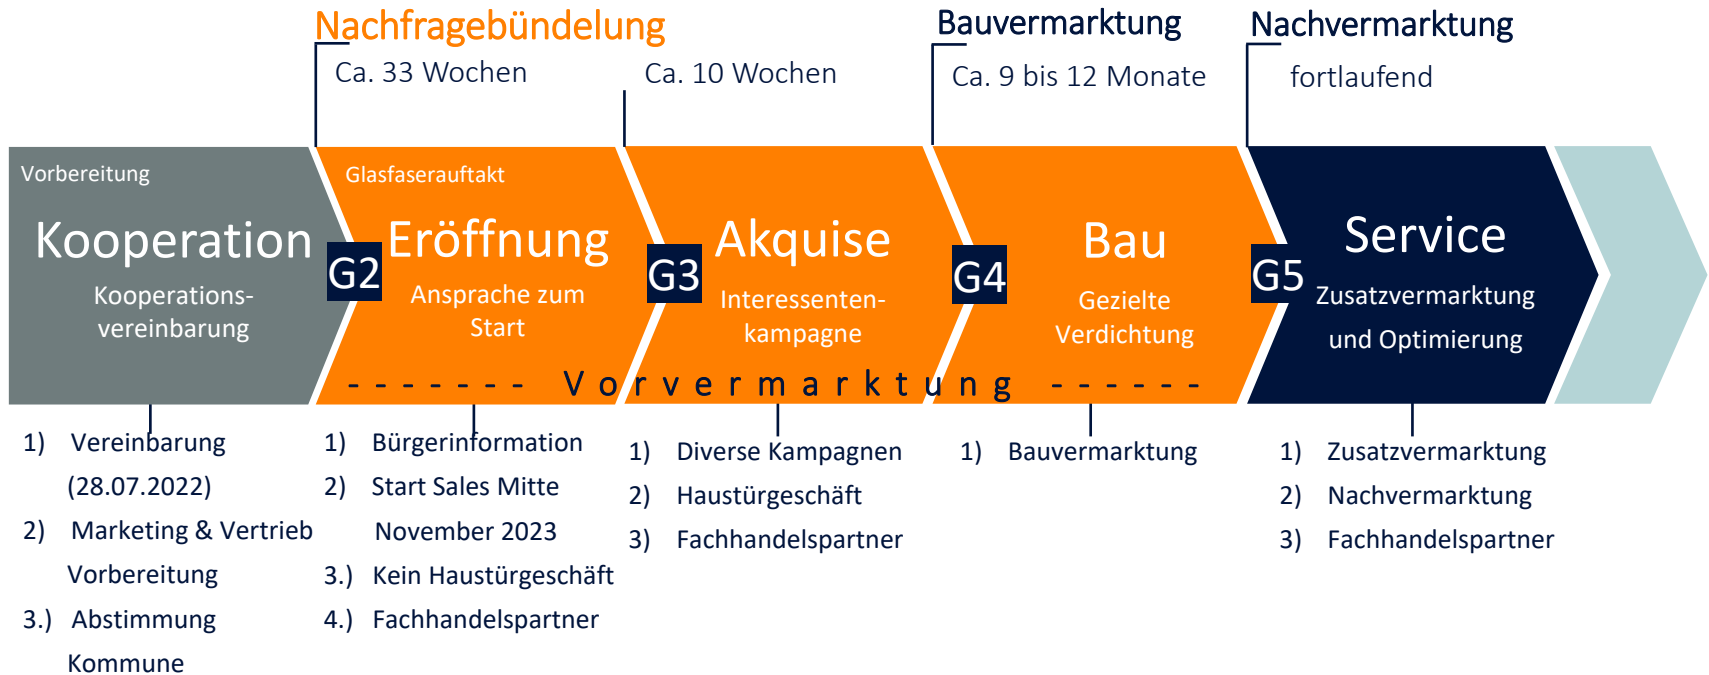 Nachfragebündelung
Ca. 33 Wochen
Ca. 10 Wochen
Bauvermarktung
Ca. 9 bis 12 Monate
Nachvermarktung
fortlaufend
Vorbereitung
Kooperation
Kooperations-
vereinbarung
G2
Glasfaserauftakt
Eröffnung
Ansprache zum
Start
G3
Akquise
Interessenten-
kampagne
G4
Bau
Gezielte
Verdichtung
G5
Service
Zusatzvermarktung
und Optimierung
- - - - - - - Vorvermarktung - - - - - -
1) Vereinbarung
(28.07.2022)
2) Marketing & Vertrieb
Vorbereitung
3.) Abstimmung
Kommune
1) Bürgerinformation
2) Start Sales Mitte
November 2023
3.) Kein Haustürgeschäft
4.) Fachhandelspartner
1) Diverse Kampagnen
2) Haustürgeschäft
3) Fachhandelspartner
1) Bauvermarktung
1) Zusatzvermarktung
2) Nachvermarktung
3) Fachhandelspartner